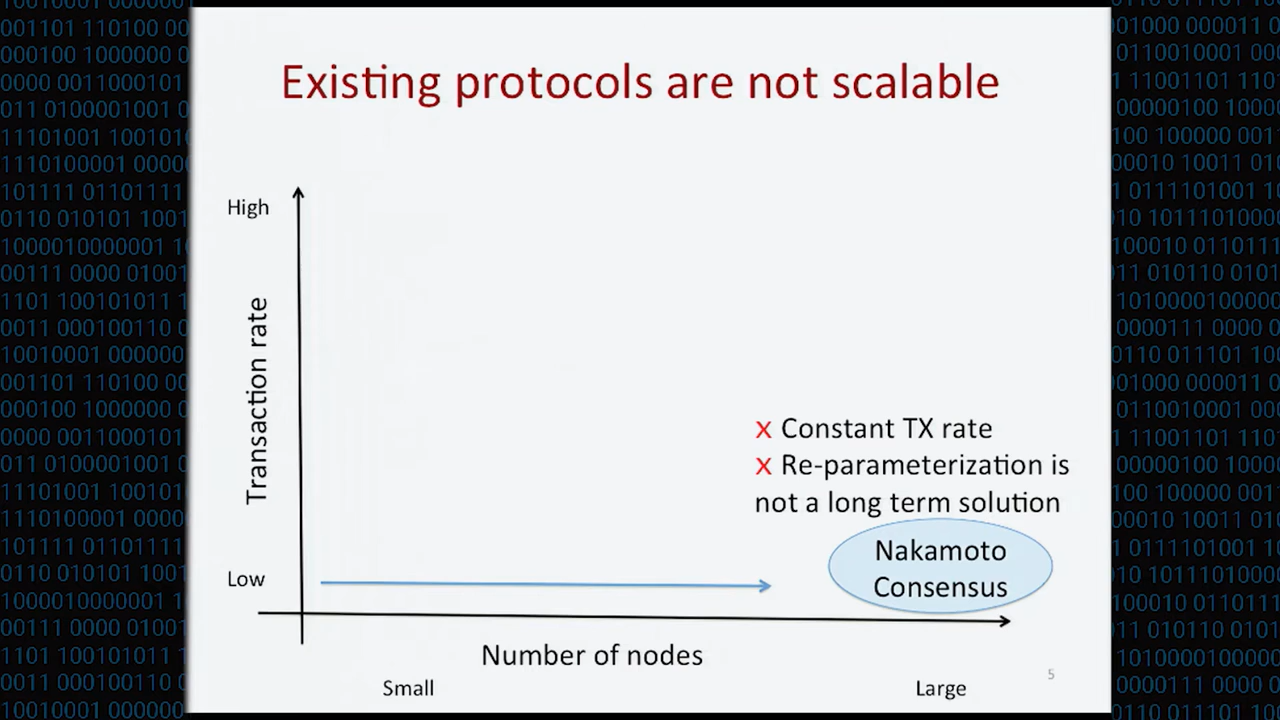 Existing protocols are not scalable
High
Transaction rate
x Constant TX rate
x Re-parameterization is
not a long term solution
Nakamoto
Consensus
Low
Number of nodes
Small
Large
5